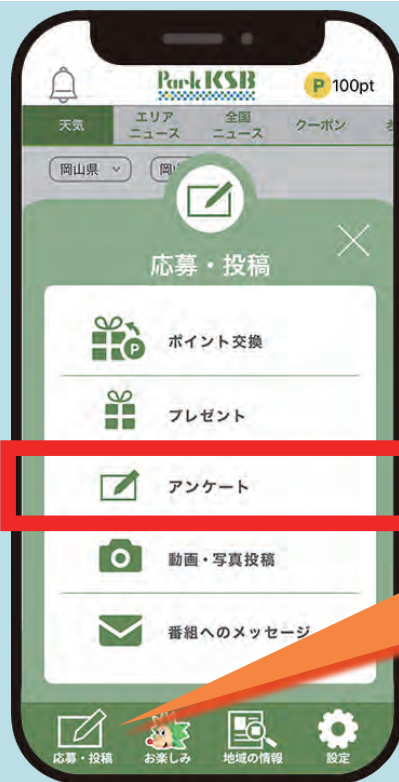 Park KSB
P 100pt
天気
エリア
ニュース
全国
ニュース
クーポン
岡山県
岡
応募・投稿
P
ポイント交換
プレゼント
アンケート
動画・写真投稿
番組へのメッセージ
応募・投稿
お楽しみ
地域の情報
設定